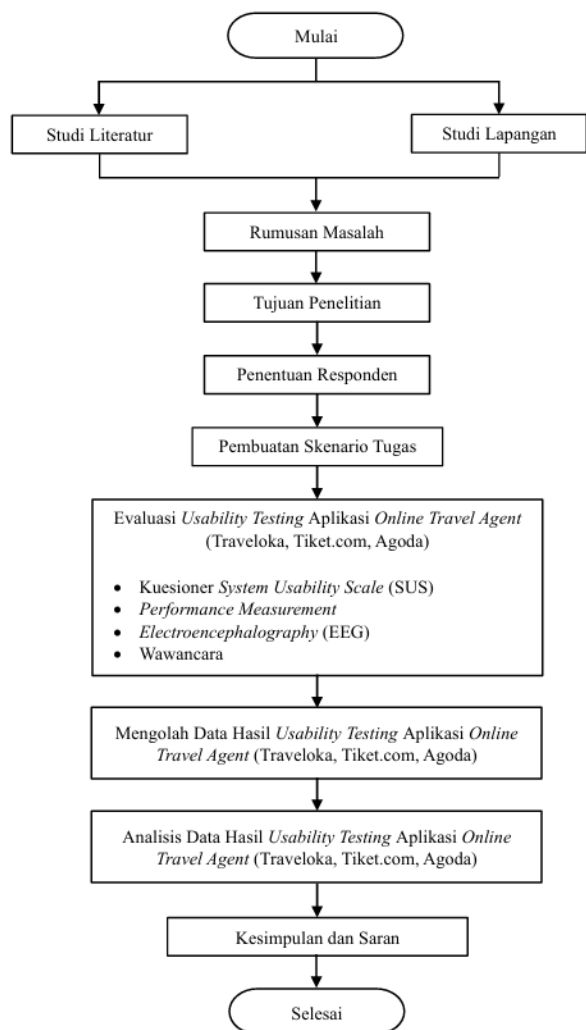 Mulai
Studi Literatur
Studi Lapangan
Rumusan Masalah
Tujuan Penelitian
Penentuan Responden
Pembuatan Skenario Tugas
Evaluasi Usability Testing Aplikasi Online Travel Agent
(Traveloka, Tiket.com, Agoda)
• Kuesioner System Usability Scale (SUS)
• Performance Measurement
• Electroencephalography (EEG)
• Wawancara
Mengolah Data Hasil Usability Testing Aplikasi Online
Travel Agent (Traveloka, Tiket.com, Agoda)
Analisis Data Hasil Usability Testing Aplikasi Online
Travel Agent (Traveloka, Tiket.com, Agoda)
Kesimpulan dan Saran
Selesai